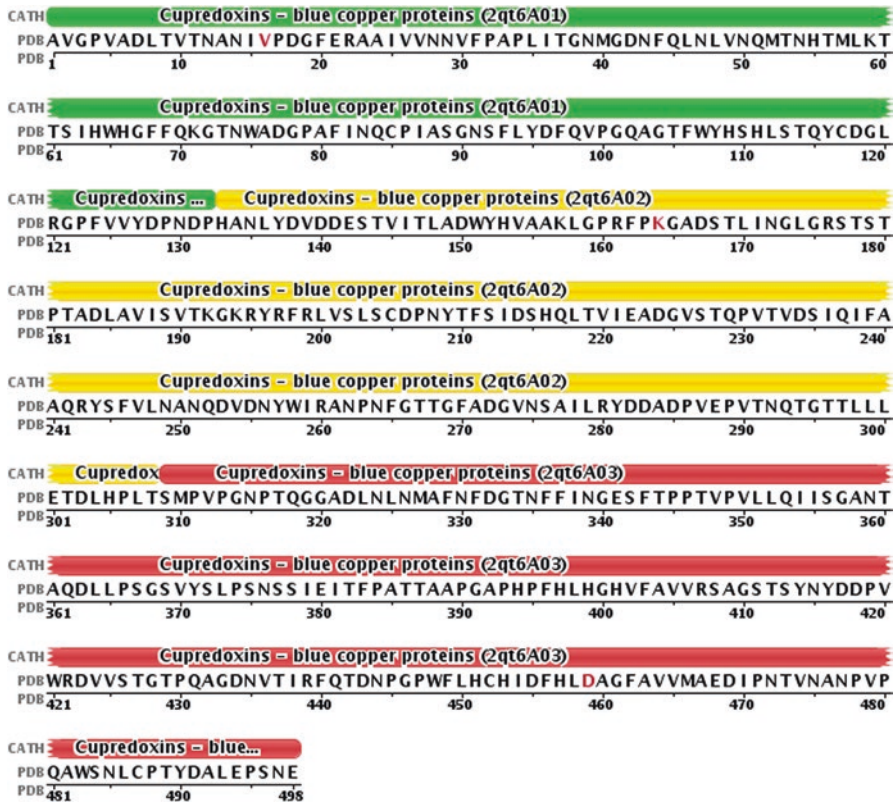 CATH Cupredoxins – blue copper proteins (2qt6A01)
PDB AVGPVADLTVTNANIVPDGFERAAIVVNNVFPAPLITGNMGDNFQLNLVNQMTNHTMLKT
PDB 1 10 20 30 40 50 60
CATH Cupredoxins – blue copper proteins (2qt6A01)
PDB TSIHWHGFFQKGTNWADGPAFINQCPIASGNSFLYDFQVPGQAGTFWYHSHLSTQYCDGL
PDB 61 70 80 90 100 110 120
CATH Cupredoxins ... Cupredoxins – blue copper proteins (2qt6A02)
PDB RGPFVVYDPNDPHANLYDVDDESTVITLADWYHVAAKLGPRFPKGADSTLINGLGRSTST
PDB 121 130 140 150 160 170 180
CATH Cupredoxins – blue copper proteins (2qt6A02)
PDB PTADLAVISVTKGKRYRFRLVSLSCDPNYTFSIDSHQLTVIEADGVSTQPVTVDSIQIFA
PDB 181 190 200 210 220 230 240
CATH Cupredoxins – blue copper proteins (2qt6A02)
PDB AQRYSFVLNANQDVDNYWIRANPNFGTTGFADGVNSAILRYDDADPVEPVTNQTGTTLLL
PDB 241 250 260 270 280 290 300
CATH Cupredox Cupredoxins – blue copper proteins (2qt6A03)
PDB ETDLHPLTSMPVPGNPTQGGADLNLNMAFNFDGTNFFINGESFTPPTVPVLLQIISGANT
PDB 301 310 320 330 340 350 360
CATH Cupredoxins – blue copper proteins (2qt6A03)
PDB AQDLLPSGSVYSLPSNSSIEITFPATTAAPGAPHPFHLHGHVFAVVRSAGSTSYNYDDPV
PDB 361 370 380 390 400 410 420
CATH Cupredoxins – blue copper proteins (2qt6A03)
PDB WRDVVSTGTPQAGDNVTIRFQTDNPGPWFLHCHIDFHLDAGFAVVMAEDIPNTVNANPVP
PDB 421 430 440 450 460 470 480
CATH Cupredoxins – blue...
PDB QAWSNLCPTYDALEPSNE
PDB 481 490 498